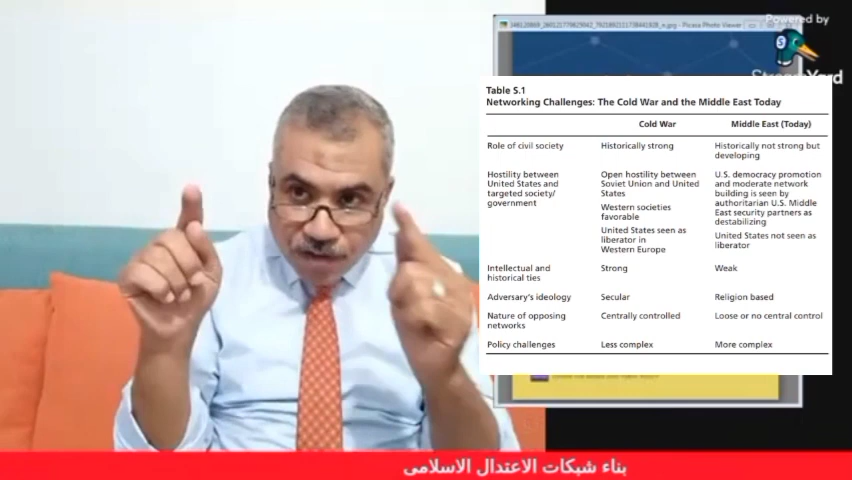 Powered by
StreamYard
Table S.1
Networking Challenges: The Cold War and the Middle East Today
Cold War
Middle East (Today)
Role of civil society
Historically strong
Historically not strong but
developing
Hostility between
United States and
targeted society/
government
Open hostility between
Soviet Union and United
States
Western societies
favorable
United States seen as
liberator in
Western Europe
U.S. democracy promotion
and moderate network
building is seen by
authoritarian U.S. Middle
East security partners as
destabilizing
United States not seen as
liberator
Intellectual and
historical ties
Strong
Weak
Adversary's ideology
Secular
Religion based
Nature of opposing
networks
Centrally controlled
Loose or no central control
Policy challenges
Less complex
More complex
بناء شبكات الاعتدال الاسلامى